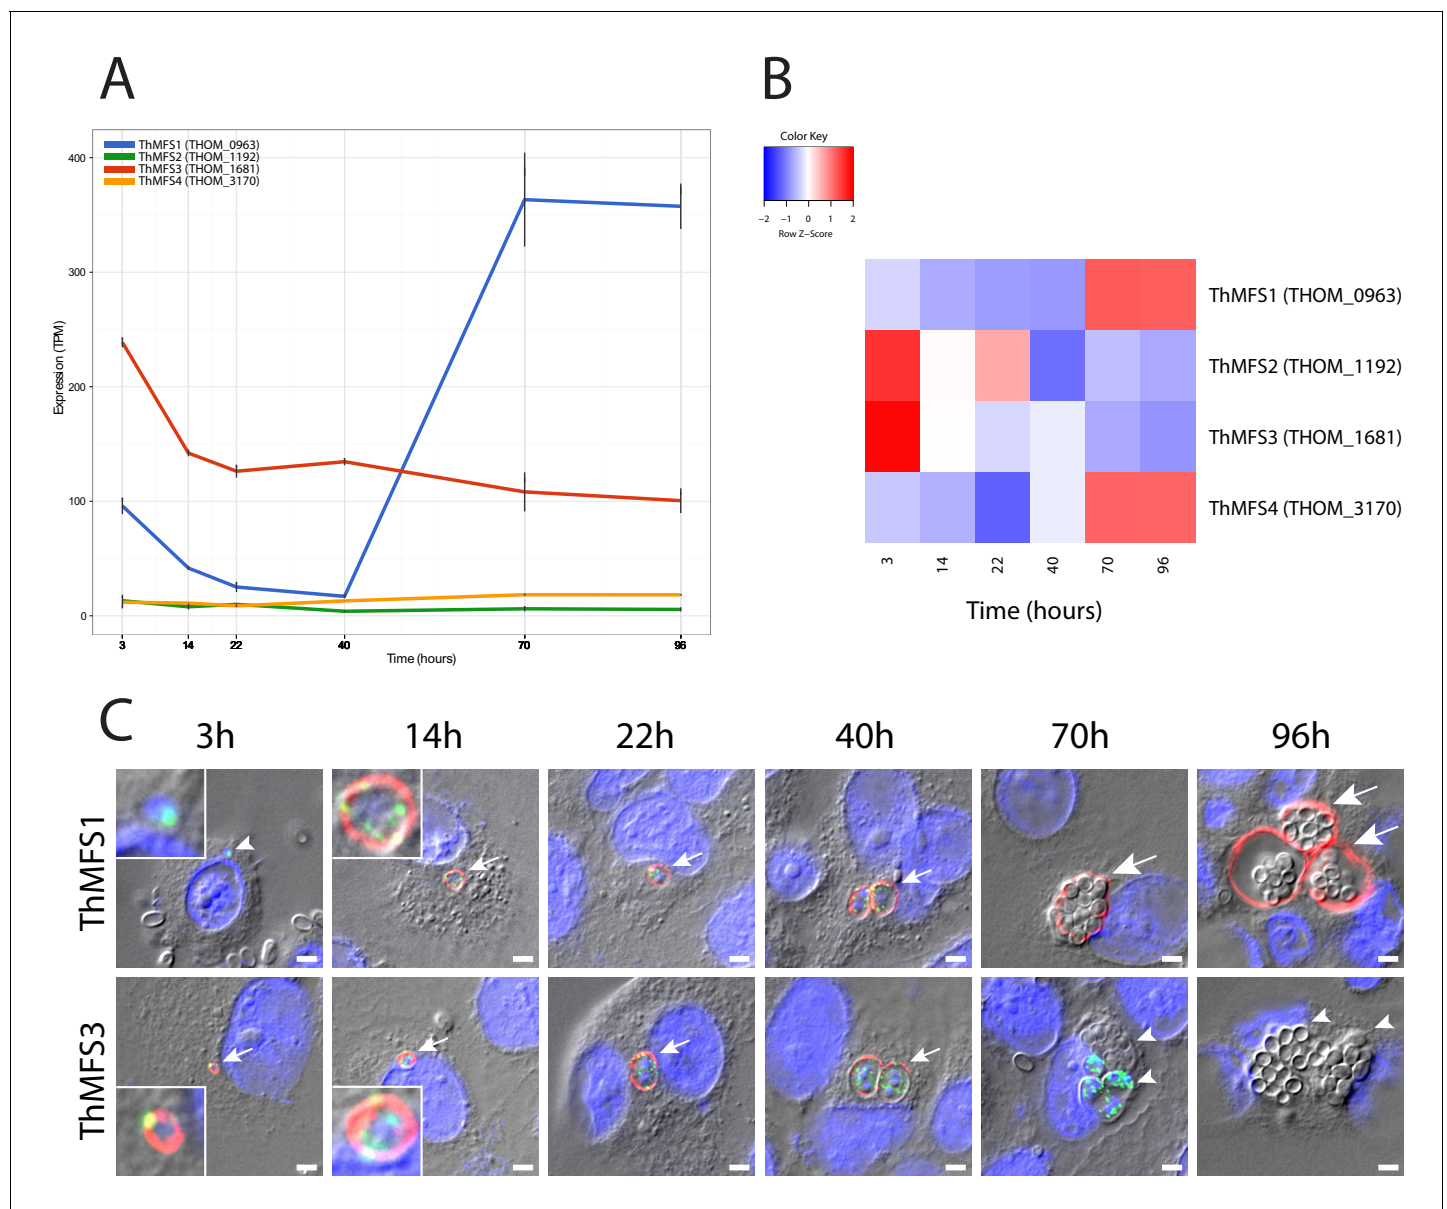 A
ThMFS1 (THOM_0963)
ThMFS2 (THOM_1192)
ThMFS3 (THOM_1681)
ThMFS4 (THOM_3170)
400
300
200
100
0
Expression (TPM)
3 14 22 40 70 96
Time (hours)
B
Color Key
−2 −1 0 1 2
Row Z−Score
ThMFS1 (THOM_0963)
ThMFS2 (THOM_1192)
ThMFS3 (THOM_1681)
ThMFS4 (THOM_3170)
3 14 22 40 70 96
Time (hours)
C
3h 14h 22h 40h 70h 96h
ThMFS1
ThMFS3